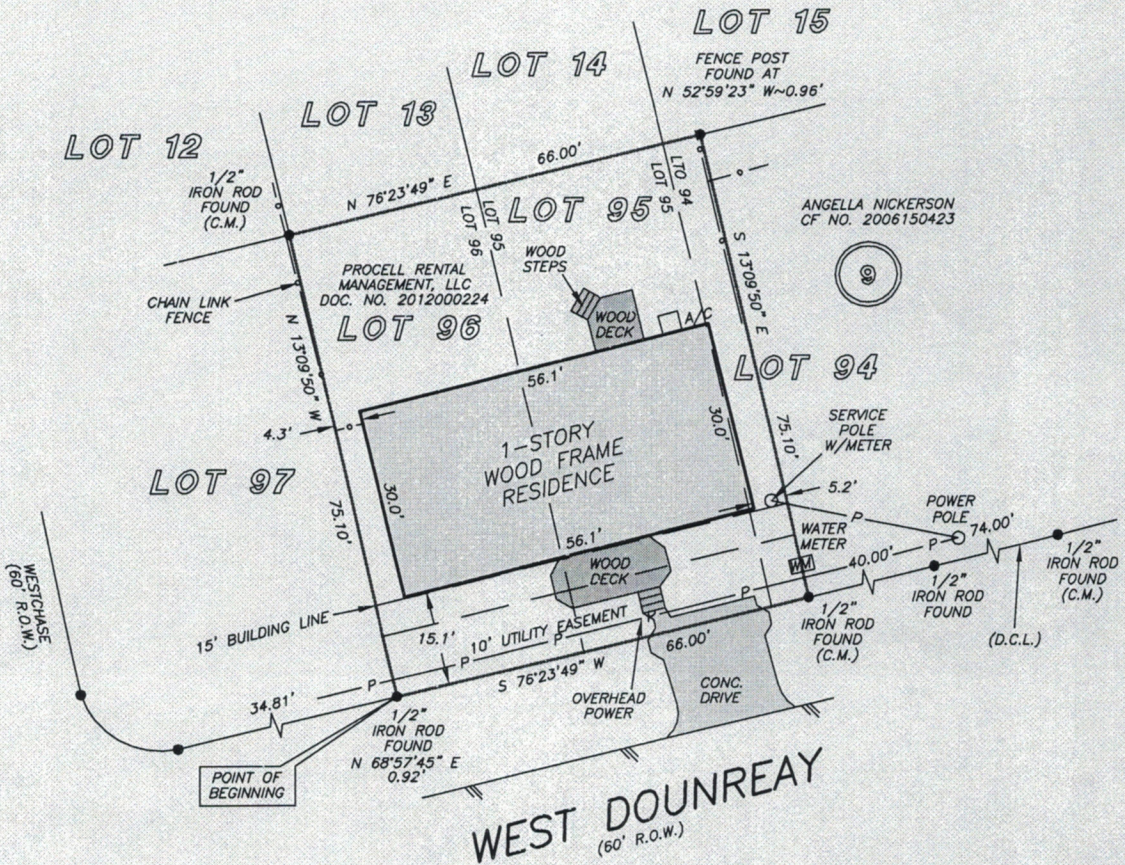 LOT 15
LOT 14
FENCE POST
FOUND AT
N 52°59'23" W~0.96'
LOT 13
LOT 12
1/2"
IRON ROD
FOUND
(C.M.)
N 76°23'49" E
66.00'
LTO 94
LOT 95
LOT 95
LOT 96
LOT 95
ANGELLA NICKERSON
CF NO. 2006150423
9
WOOD
STEPS
S 13°09'50" E
PROCELL RENTAL
MANAGEMENT, LLC
DOC. NO. 2012000224
CHAIN LINK
FENCE
LOT 96
N 13°09'50" W
WOOD
DECK
A/C
56.1'
LOT 94
30.0'
75.10'
SERVICE
POLE
W/METER
4.3'
1-STORY
WOOD FRAME
RESIDENCE
LOT 97
30.0'
75.10'
5.2'
P
POWER
POLE
74.00'
WATER
METER
P
56.1'
WOOD
DECK
WM
40.00'
1/2"
IRON ROD
FOUND
(C.M.)
1/2"
IRON ROD
FOUND
(D.C.L.)
WESTCHASE
(60' R.O.W.)
15' BUILDING LINE
15.1'
10' UTILITY EASEMENT
P
P
P
P
P
1/2"
IRON ROD
FOUND
(C.M.)
66.00'
S 76°23'49" W
34.81'
OVERHEAD
POWER
CONC.
DRIVE
1/2"
IRON ROD
FOUND
N 68°57'45" E
0.92'
POINT OF
BEGINNING
WEST DOUNREAY
(60' R.O.W.)